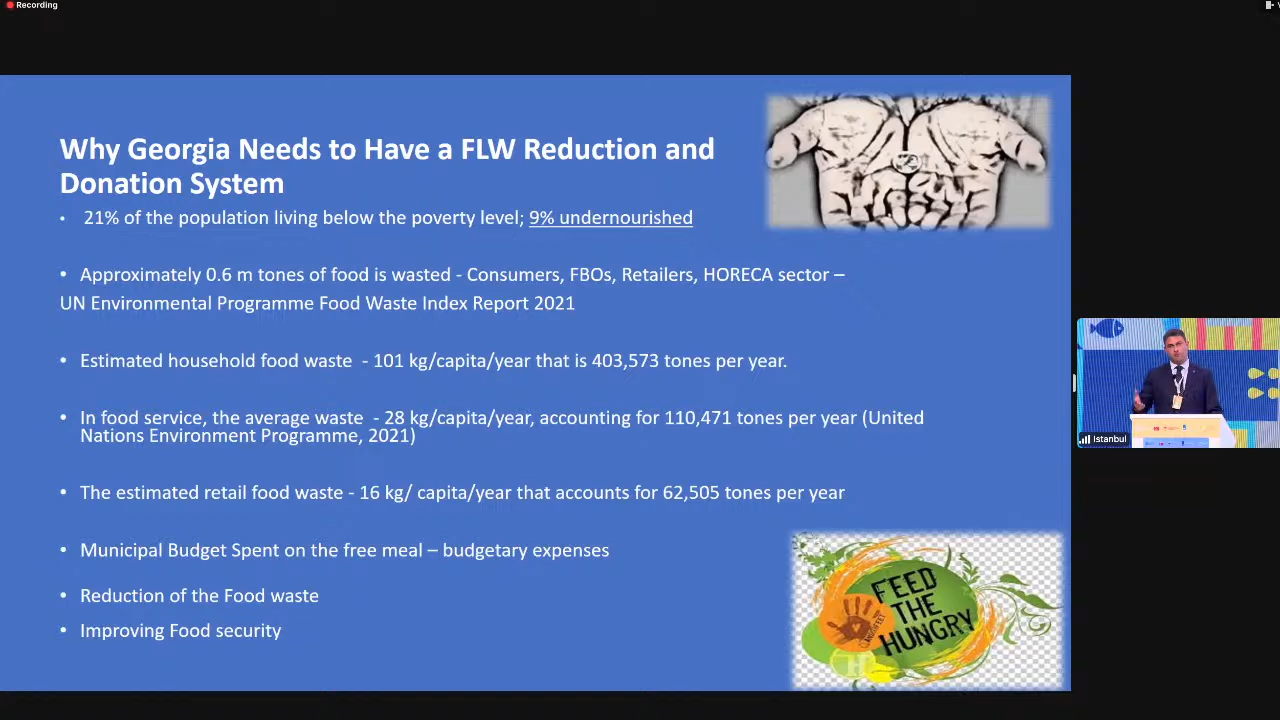 Recording
Why Georgia Needs to Have a FLW Reduction and
Donation System
• 21% of the population living below the poverty level; 9% undernourished
• Approximately 0.6 m tones of food is wasted - Consumers, FBOs, Retailers, HORECA sector –
UN Environmental Programme Food Waste Index Report 2021
• Estimated household food waste - 101 kg/capita/year that is 403,573 tones per year.
• In food service, the average waste - 28 kg/capita/year, accounting for 110,471 tones per year (United
Nations Environment Programme, 2021)
• The estimated retail food waste - 16 kg/ capita/year that accounts for 62,505 tones per year
• Municipal Budget Spent on the free meal – budgetary expenses
• Reduction of the Food waste
• Improving Food security
FEED
THE
HUNGRY
Istanbul